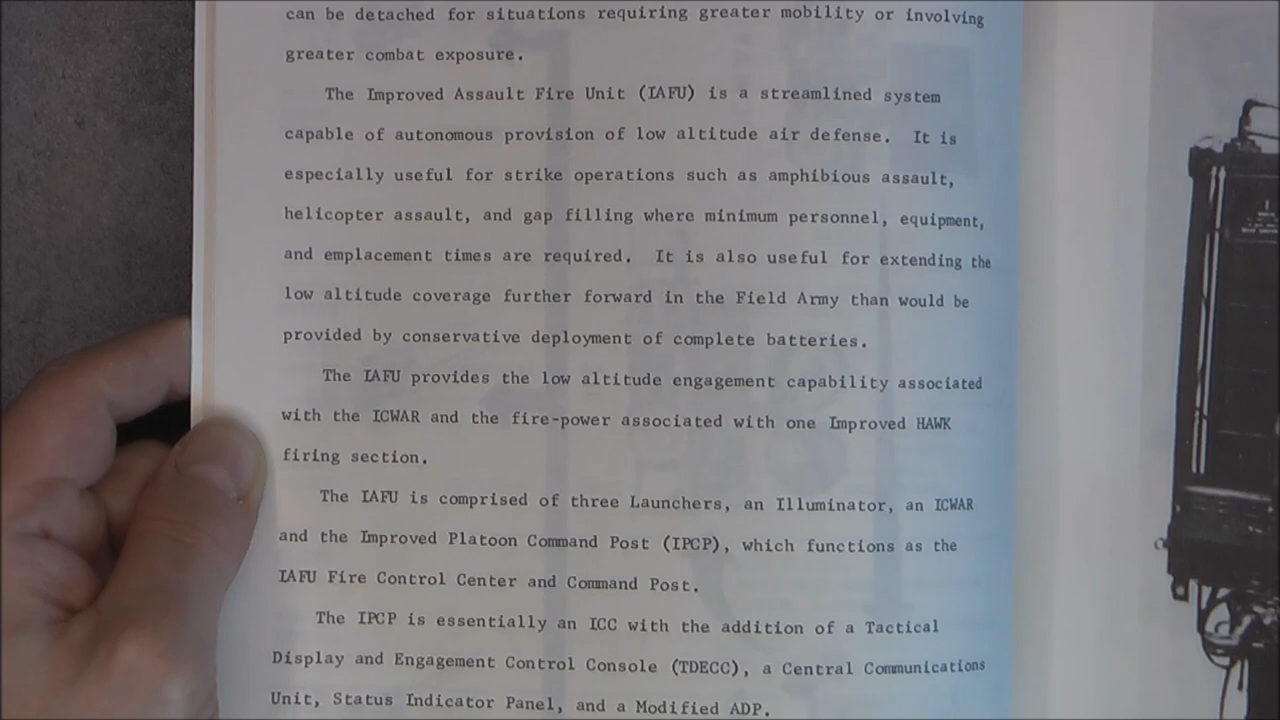 can be detached for situations requiring greater mobility or involving
greater combat exposure.
The Improved Assault Fire Unit (IAFU) is a streamlined system
capable of autonomous provision of low altitude air defense. It is
especially useful for strike operations such as amphibious assault,
helicopter assault, and gap filling where minimum personnel, equipment,
and emplacement times are required. It is also useful for extending the
low altitude coverage further forward in the Field Army than would be
provided by conservative deployment of complete batteries.
The IAFU provides the low altitude engagement capability associated
with the ICWAR and the fire-power associated with one Improved HAWK
firing section.
The IAFU is comprised of three Launchers, an Illuminator, an ICWAR
and the Improved Platoon Command Post (IPCP), which functions as the
IAFU Fire Control Center and Command Post.
The IPCP is essentially an ICC with the addition of a Tactical
Display and Engagement Control Console (TDECC), a Central Communications
Unit, Status Indicator Panel, and a Modified ADP.